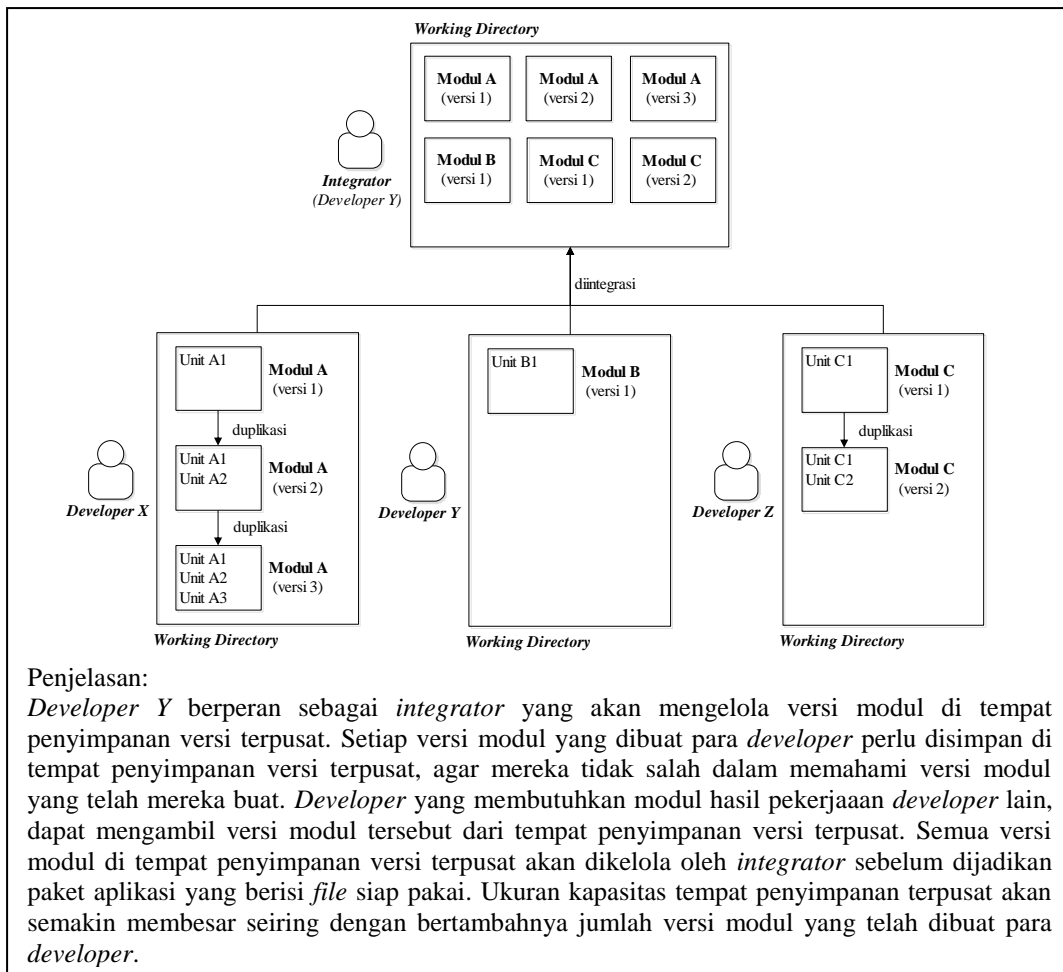 Working Directory
Modul A
(versi 1)
Modul A
(versi 2)
Modul A
(versi 3)
Modul B
(versi 1)
Modul C
(versi 1)
Modul C
(versi 2)
Integrator
(Developer Y)
diintegrasi
Unit A1
Modul A
(versi 1)
duplikasi
Unit A1
Unit A2
Modul A
(versi 2)
duplikasi
Unit A1
Unit A2
Unit A3
Modul A
(versi 3)
Developer X
Working Directory
Unit B1
Modul B
(versi 1)
Developer Y
Working Directory
Unit C1
Modul C
(versi 1)
duplikasi
Unit C1
Unit C2
Modul C
(versi 2)
Developer Z
Working Directory
Penjelasan:
Developer Y berperan sebagai integrator yang akan mengelola versi modul di tempat
penyimpanan versi terpusat. Setiap versi modul yang dibuat para developer perlu disimpan di
tempat penyimpanan versi terpusat, agar mereka tidak salah dalam memahami versi modul
yang telah mereka buat. Developer yang membutuhkan modul hasil pekerjaaan developer lain,
dapat mengambil versi modul tersebut dari tempat penyimpanan versi terpusat. Semua versi
modul di tempat penyimpanan versi terpusat akan dikelola oleh integrator sebelum dijadikan
paket aplikasi yang berisi file siap pakai. Ukuran kapasitas tempat penyimpanan terpusat akan
semakin membesar seiring dengan bertambahnya jumlah versi modul yang telah dibuat para
developer.